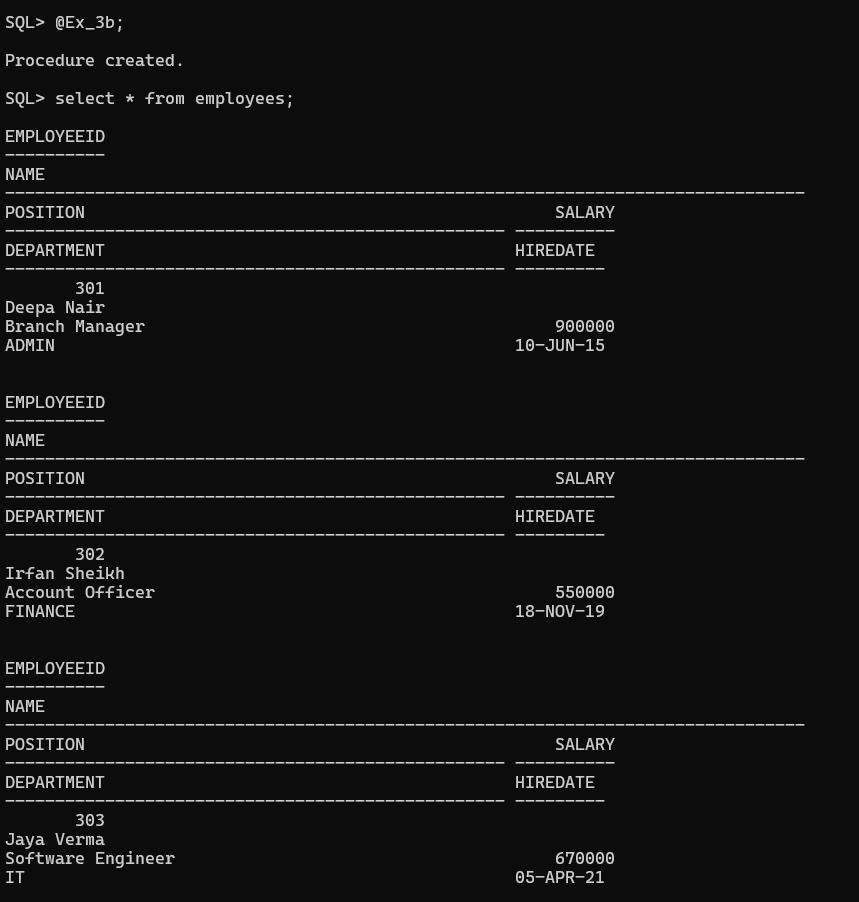 SQL> @Ex_3b;
Procedure created.
SQL> select * from employees;
EMPLOYEEID
----------
NAME
--------------------------------------------------------------------------------
POSITION                                               SALARY
-------------------------------------------------- ----------
DEPARTMENT                                         HIREDATE
-------------------------------------------------- ---------
       301
Deepa Nair
Branch Manager                                         900000
ADMIN                                              10-JUN-15
EMPLOYEEID
----------
NAME
--------------------------------------------------------------------------------
POSITION                                               SALARY
-------------------------------------------------- ----------
DEPARTMENT                                         HIREDATE
-------------------------------------------------- ---------
       302
Irfan Sheikh
Account Officer                                        550000
FINANCE                                            18-NOV-19
EMPLOYEEID
----------
NAME
--------------------------------------------------------------------------------
POSITION                                               SALARY
-------------------------------------------------- ----------
DEPARTMENT                                         HIREDATE
-------------------------------------------------- ---------
       303
Jaya Verma
Software Engineer                                      670000
IT                                                 05-APR-21